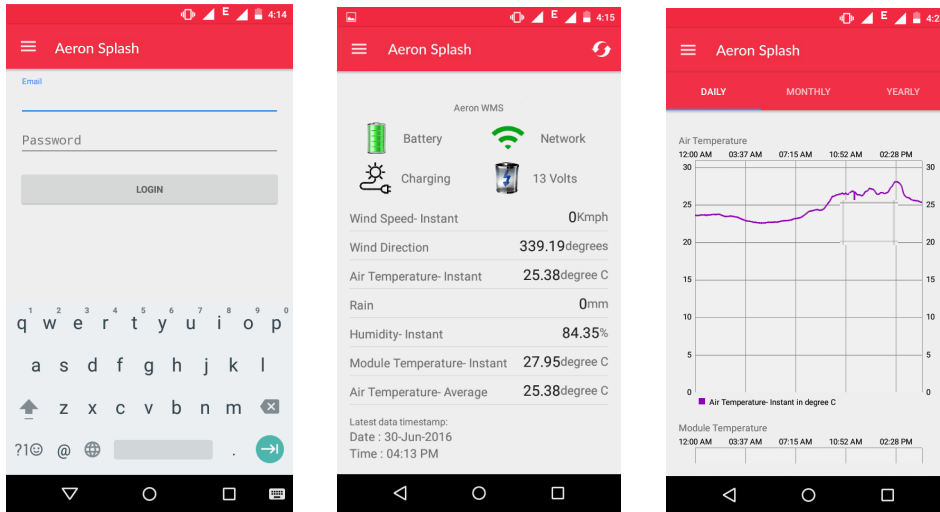 E 4:14
Aeron Splash
Email
Password
LOGIN
1 2 3 4 5 6 7 8 9 0
q w e r t y u i o p
a s d f g h j k l
z x c v b n m
?1☺ @ .
E 4:15
Aeron Splash
Aeron WMS
Battery Network
Charging 13 Volts
Wind Speed- Instant 0Kmph
Wind Direction 339.19degrees
Air Temperature- Instant 25.38degree C
Rain 0mm
Humidity- Instant 84.35%
Module Temperature- Instant 27.95degree C
Air Temperature- Average 25.38degree C
Latest data timestamp:
Date : 30-Jun-2016
Time : 04:13 PM
E 4:2
Aeron Splash
DAILY MONTHLY YEARLY
Air Temperature
12:00 AM 03:37 AM 07:15 AM 10:52 AM 02:28 PM
30 30
25 25
20 20
15 15
10 10
5 5
0 0
Air Temperature- Instant in degree C
Module Temperature
12:00 AM 03:37 AM 07:15 AM 10:52 AM 02:28 PM